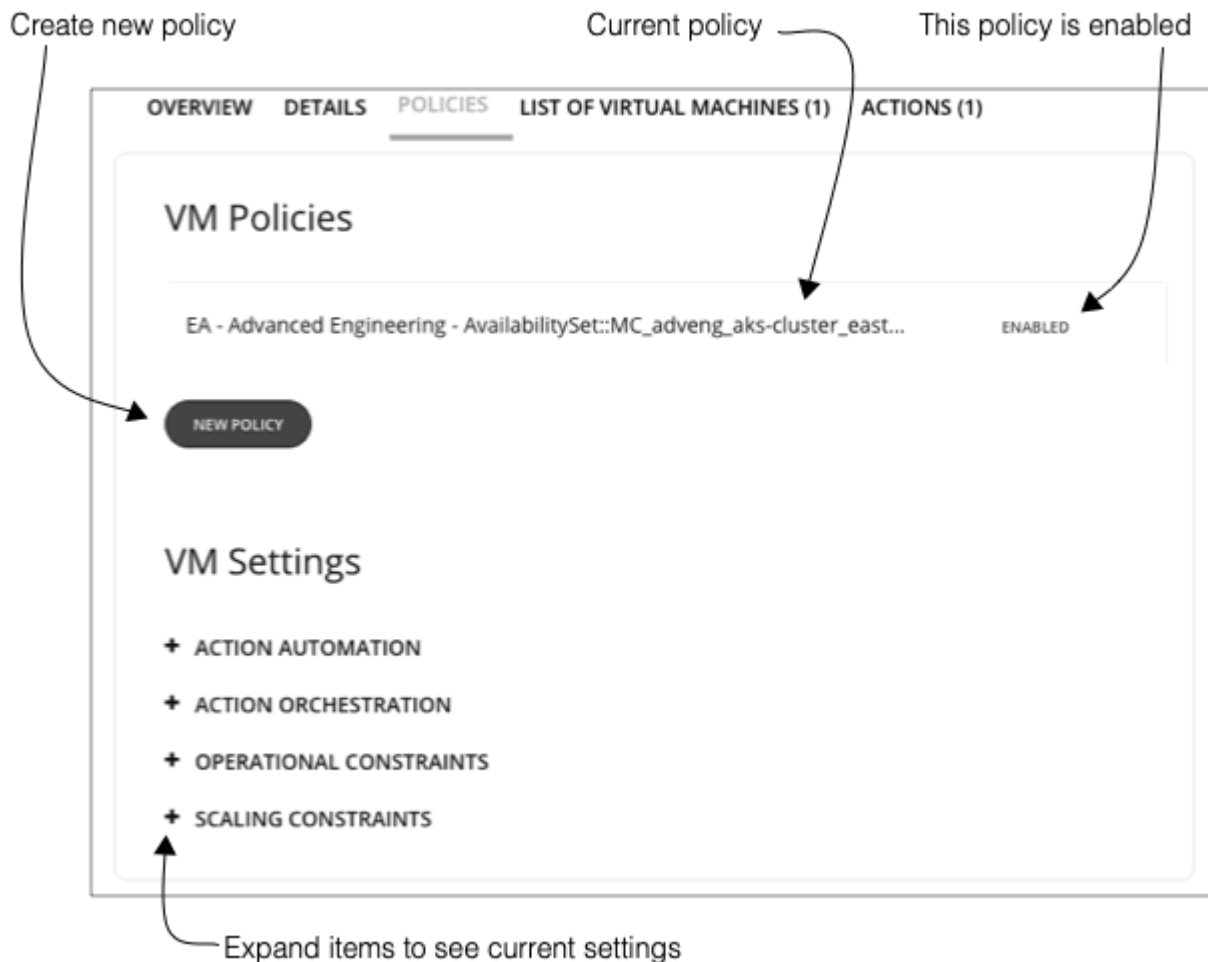 Create new policy
Current policy
This policy is enabled
OVERVIEW DETAILS POLICIES LIST OF VIRTUAL MACHINES (1) ACTIONS (1)
VM Policies
EA - Advanced Engineering - AvailabilitySet::MC_adveng_aks-cluster_east... ENABLED
NEW POLICY
VM Settings
+ ACTION AUTOMATION
+ ACTION ORCHESTRATION
+ OPERATIONAL CONSTRAINTS
+ SCALING CONSTRAINTS
Expand items to see current settings